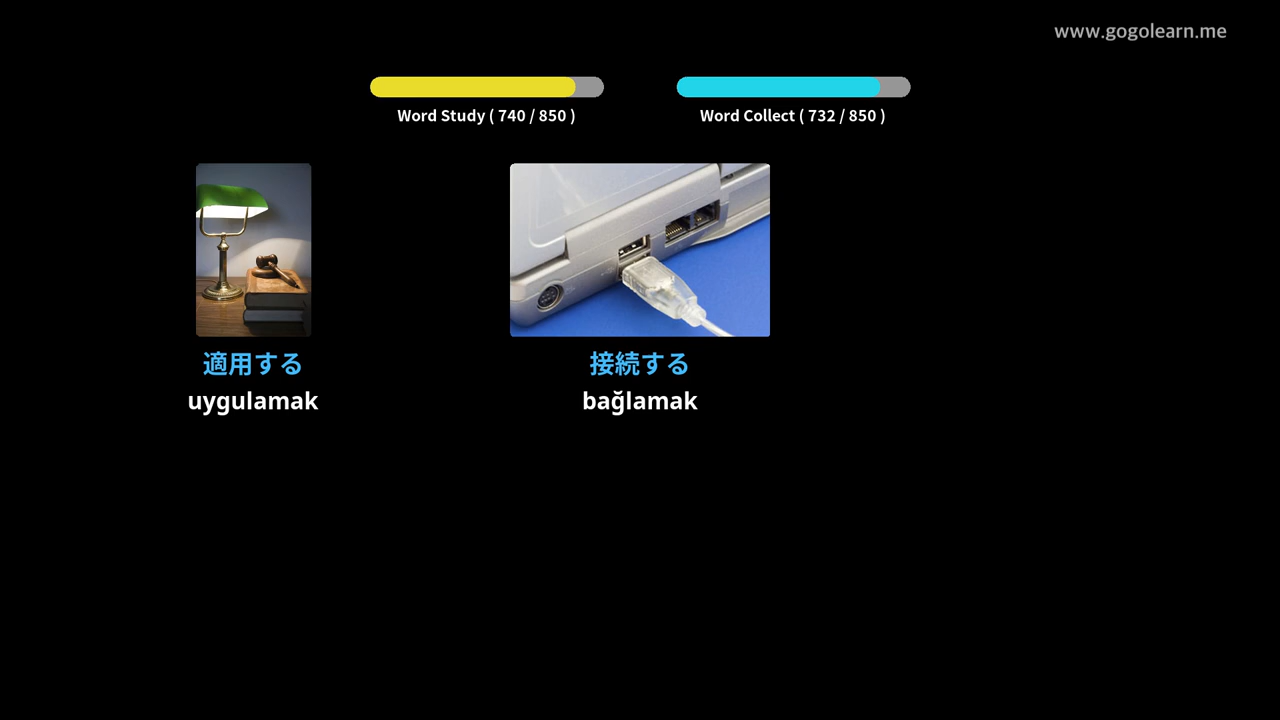 www.gogolearn.me
Word Study ( 740 / 850 )
Word Collect ( 732 / 850 )
適用する
uygulamak
接続する
bağlamak